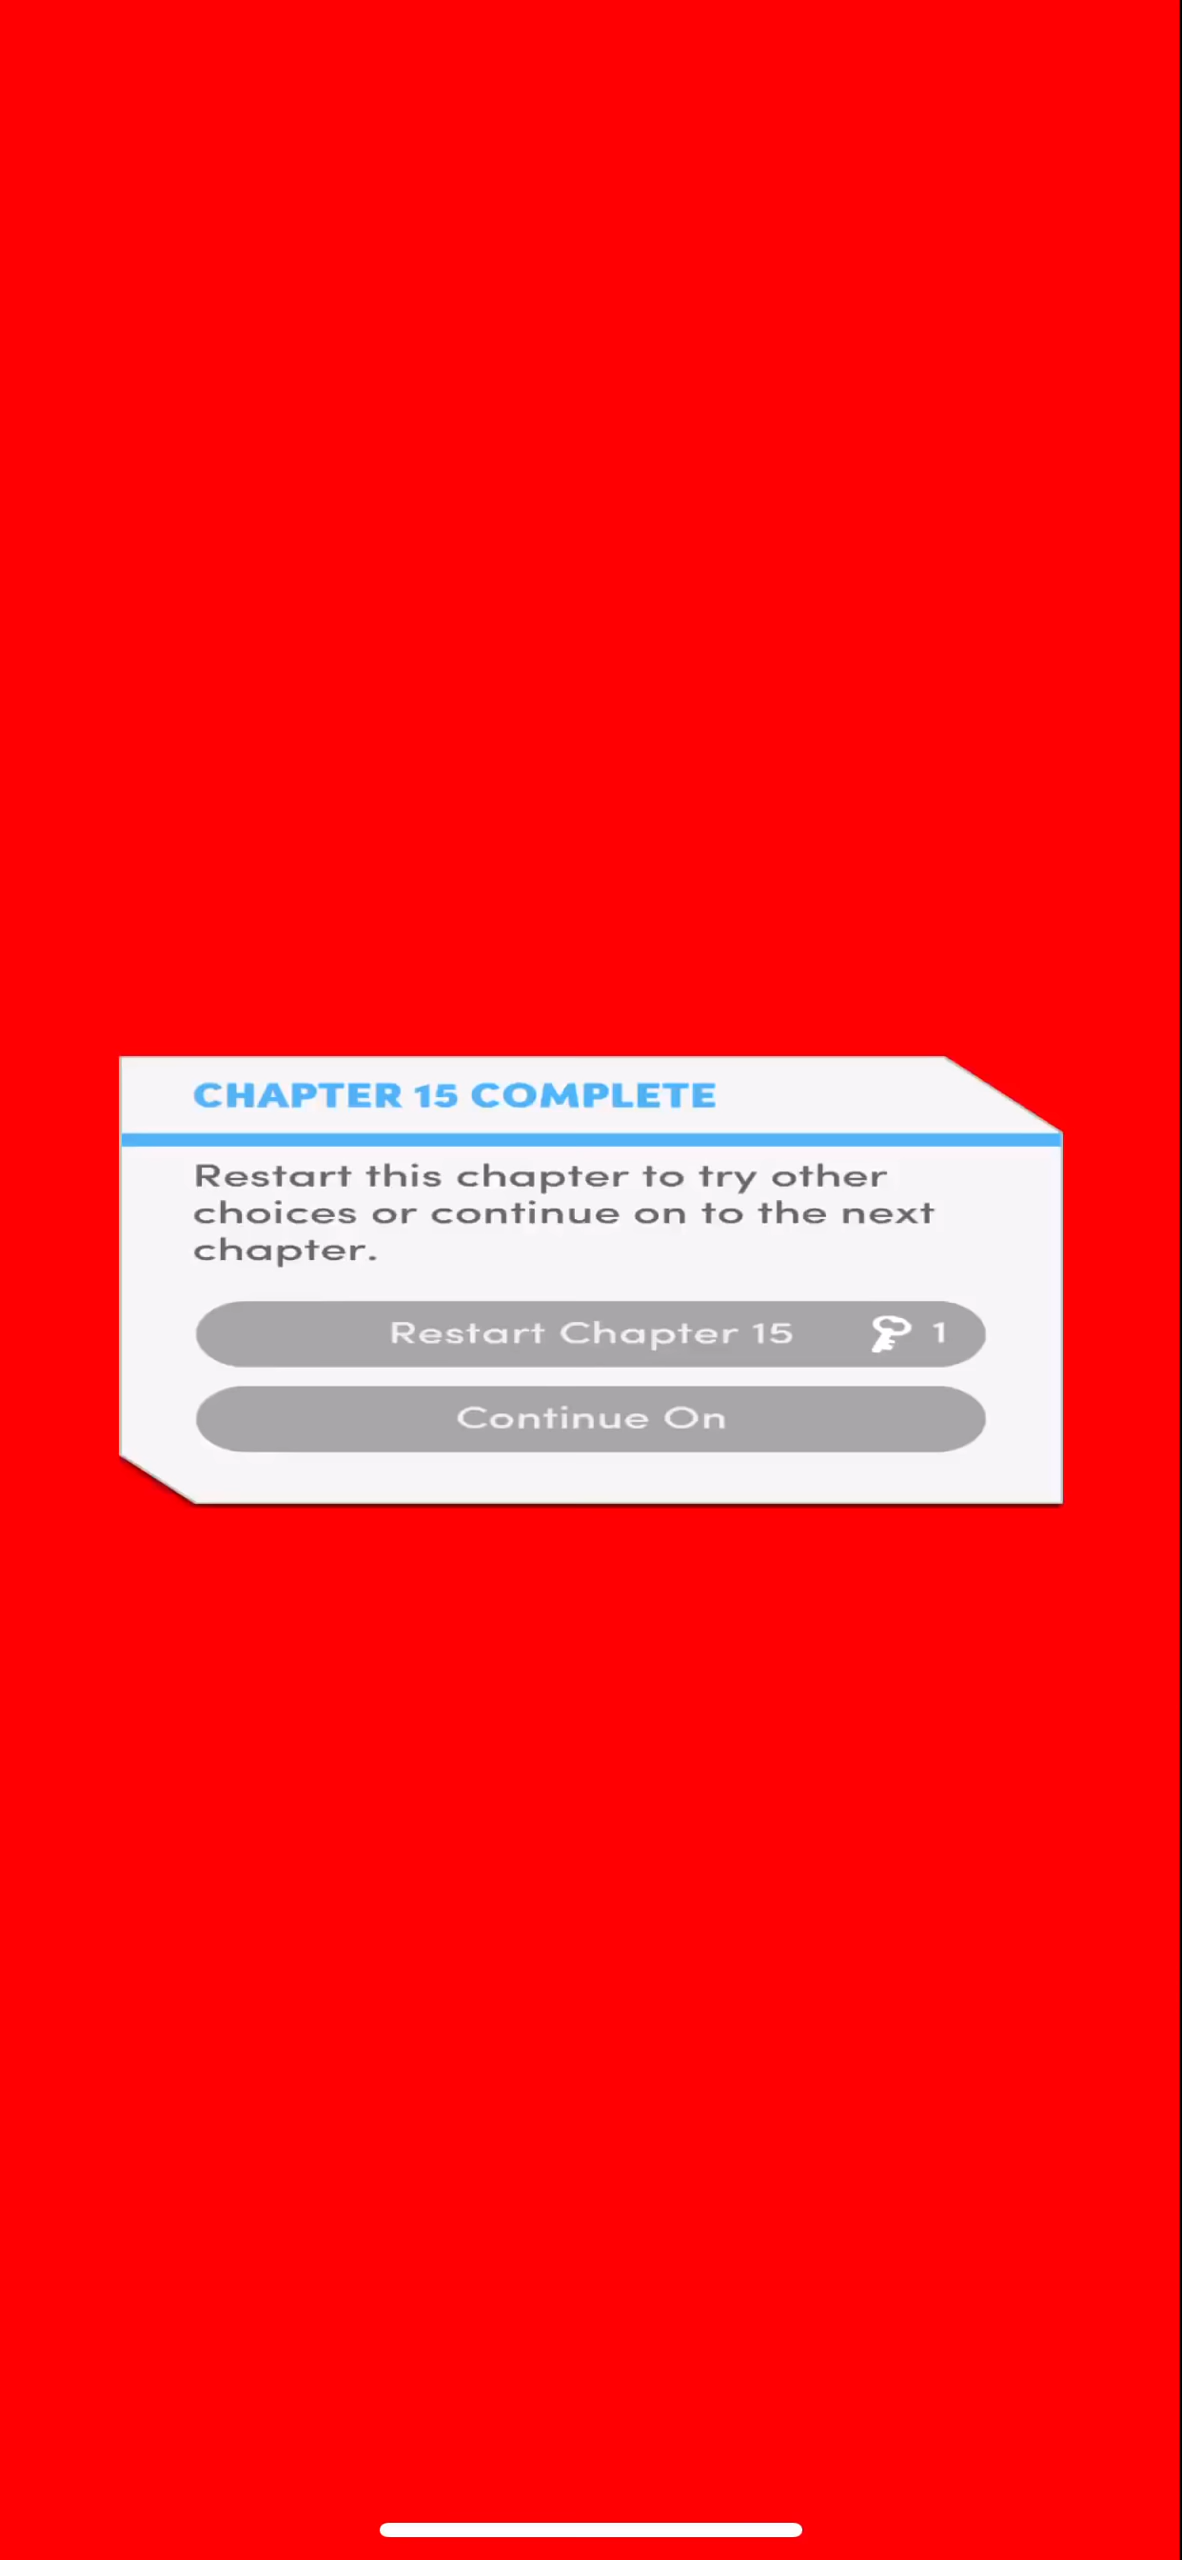 CHAPTER 15 COMPLETE
Restart this chapter to try other
choices or continue on to the next
chapter.
Restart Chapter 15 1
Continue On